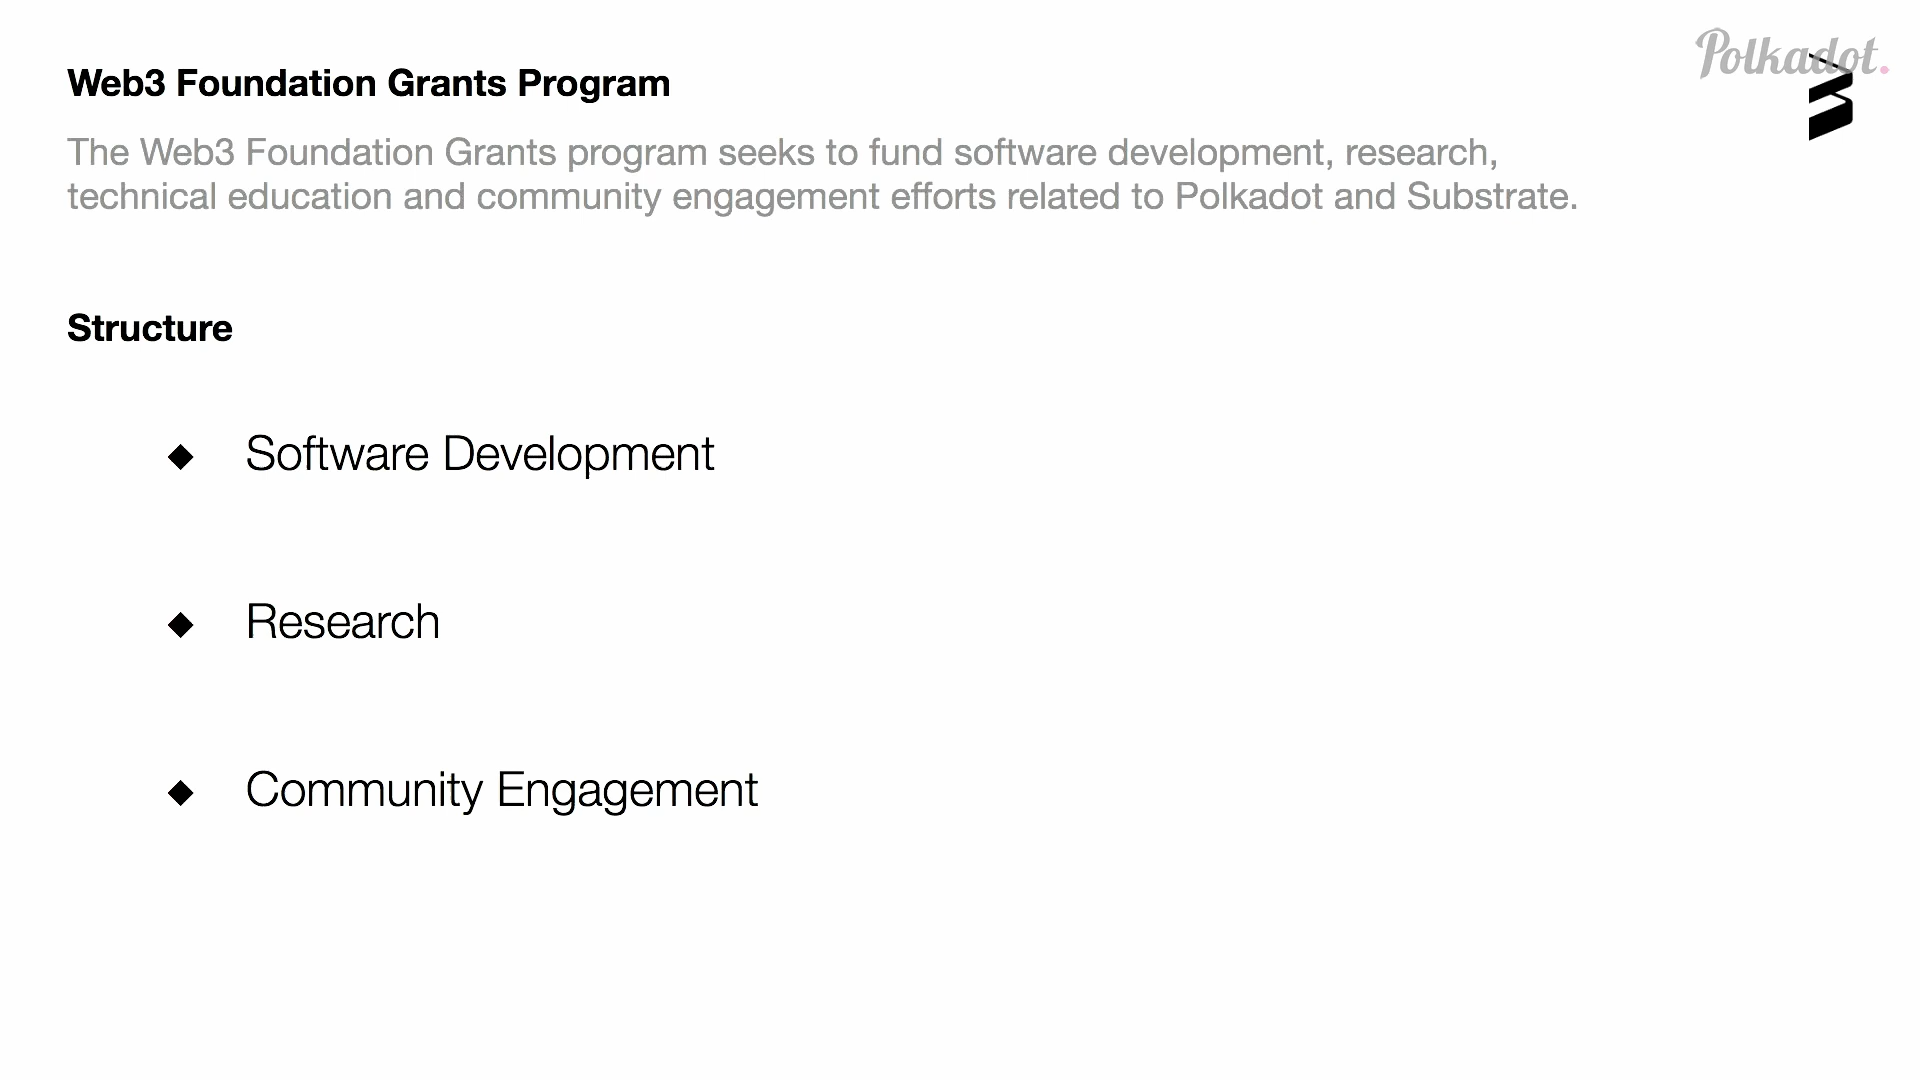 Polkadot.
Web3 Foundation Grants Program
The Web3 Foundation Grants program seeks to fund software development, research,
technical education and community engagement efforts related to Polkadot and Substrate.
Structure
◆ Software Development
◆ Research
◆ Community Engagement